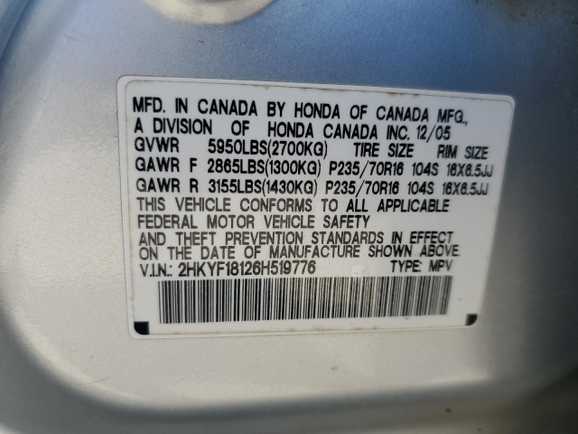 MFD. IN CANADA BY HONDA OF CANADA MFG.,
A DIVISION OF HONDA CANADA INC. 12/05
GVWR 5950LBS(2700KG) TIRE SIZE RIM SIZE
GAWR F 2865LBS(1300KG) P235/70R16 104S 16X6.5JJ
GAWR R 3155LBS(1430KG) P235/70R16 104S 16X6.5JJ
THIS VEHICLE CONFORMS TO ALL APPLICABLE
FEDERAL MOTOR VEHICLE SAFETY
AND THEFT PREVENTION STANDARDS IN EFFECT
ON THE DATE OF MANUFACTURE SHOWN ABOVE.
V.I.N.: 2HKYF18126H519776 TYPE: MPV